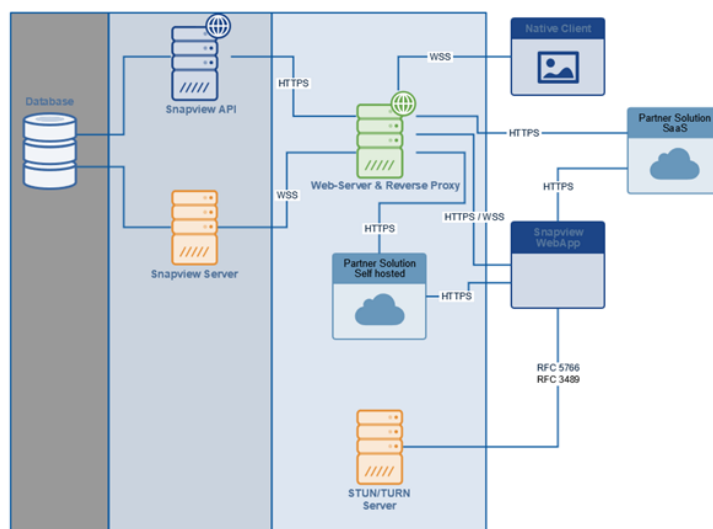 Native Client
WSS
Snapview API
HTTPS
Database
Partner Solution
SaaS
HTTPS
Web-Server & Reverse Proxy
HTTPS
WSS
HTTPS / WSS
HTTPS
Snapview
WebApp
Snapview Server
Partner Solution
Self hosted
HTTPS
RFC 5766
RFC 3489
STUN/TURN
Server